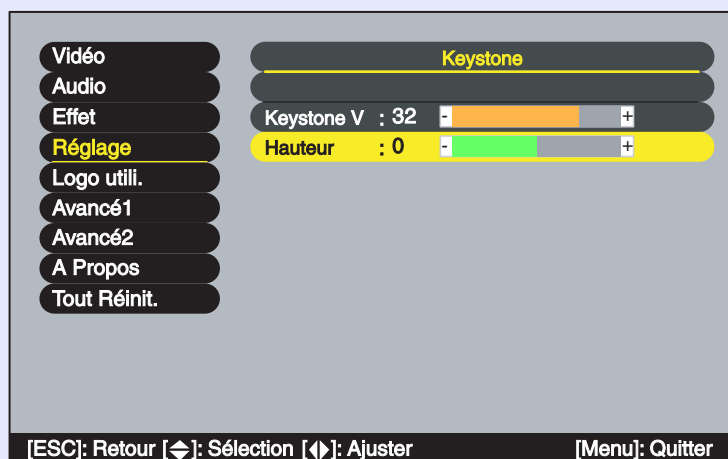 Vidéo
Audio
Effet
Réglage
Logo utili.
Avancé1
Avancé2
A Propos
Tout Réinit.
Keystone
Keystone V : 32 - +
Hauteur : 0 - +
[ESC]: Retour [◆]: Sélection [◆]: Ajuster [Menu]: Quitter